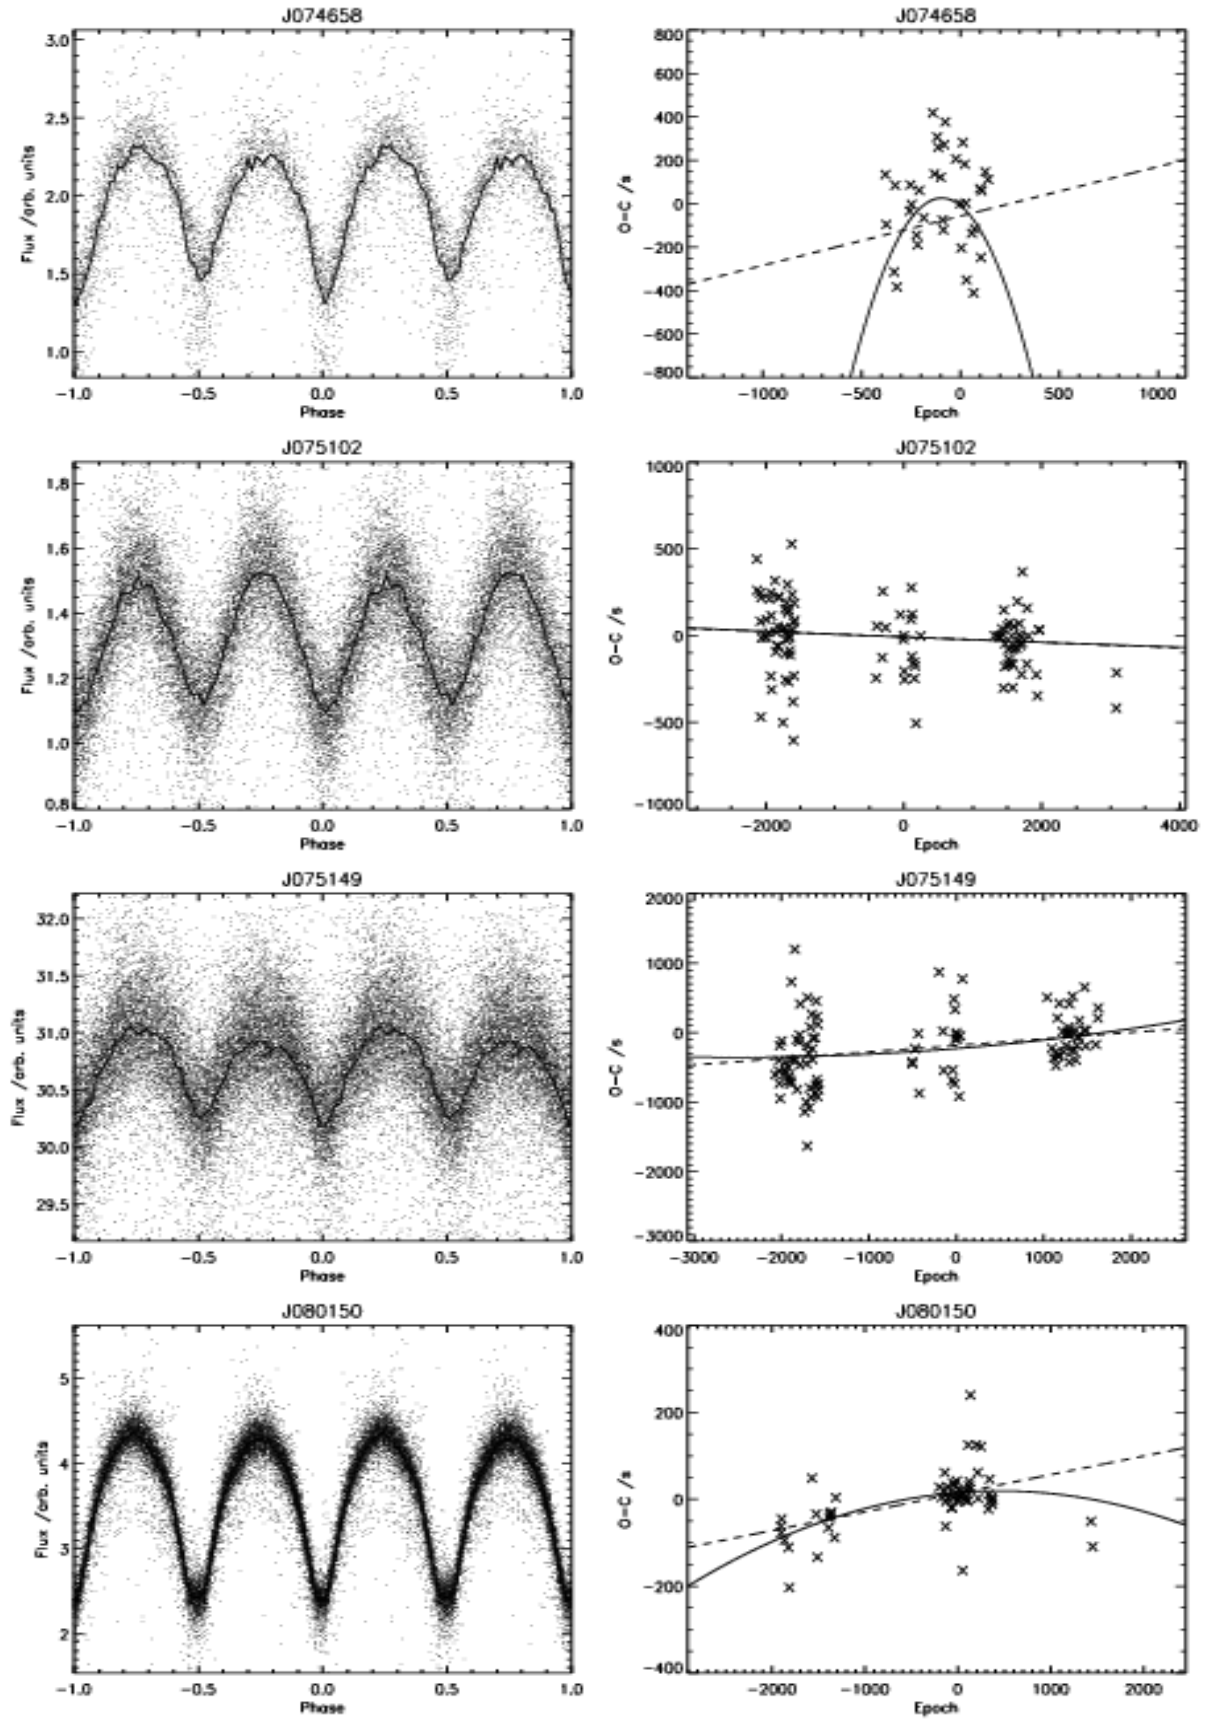 J074658
3.0
2.5
2.0
1.5
1.0
Flux /arb. units
-1.0 -0.5 0.0 0.5 1.0
Phase
J074658
800
600
400
200
0
-200
-400
-600
-800
O-C /s
-1000 -500 0 500 1000
Epoch
J075102
1.8
1.6
1.4
1.2
1.0
0.8
Flux /arb. units
-1.0 -0.5 0.0 0.5 1.0
Phase
J075102
1000
500
0
-500
-1000
O-C /s
-2000 0 2000 4000
Epoch
J075149
32.0
31.5
31.0
30.5
30.0
29.5
Flux /arb. units
-1.0 -0.5 0.0 0.5 1.0
Phase
J075149
2000
1000
0
-1000
-2000
-3000
O-C /s
-3000 -2000 -1000 0 1000 2000
Epoch
J080150
5
4
3
2
Flux /arb. units
-1.0 -0.5 0.0 0.5 1.0
Phase
J080150
400
200
0
-200
-400
O-C /s
-2000 -1000 0 1000 2000
Epoch